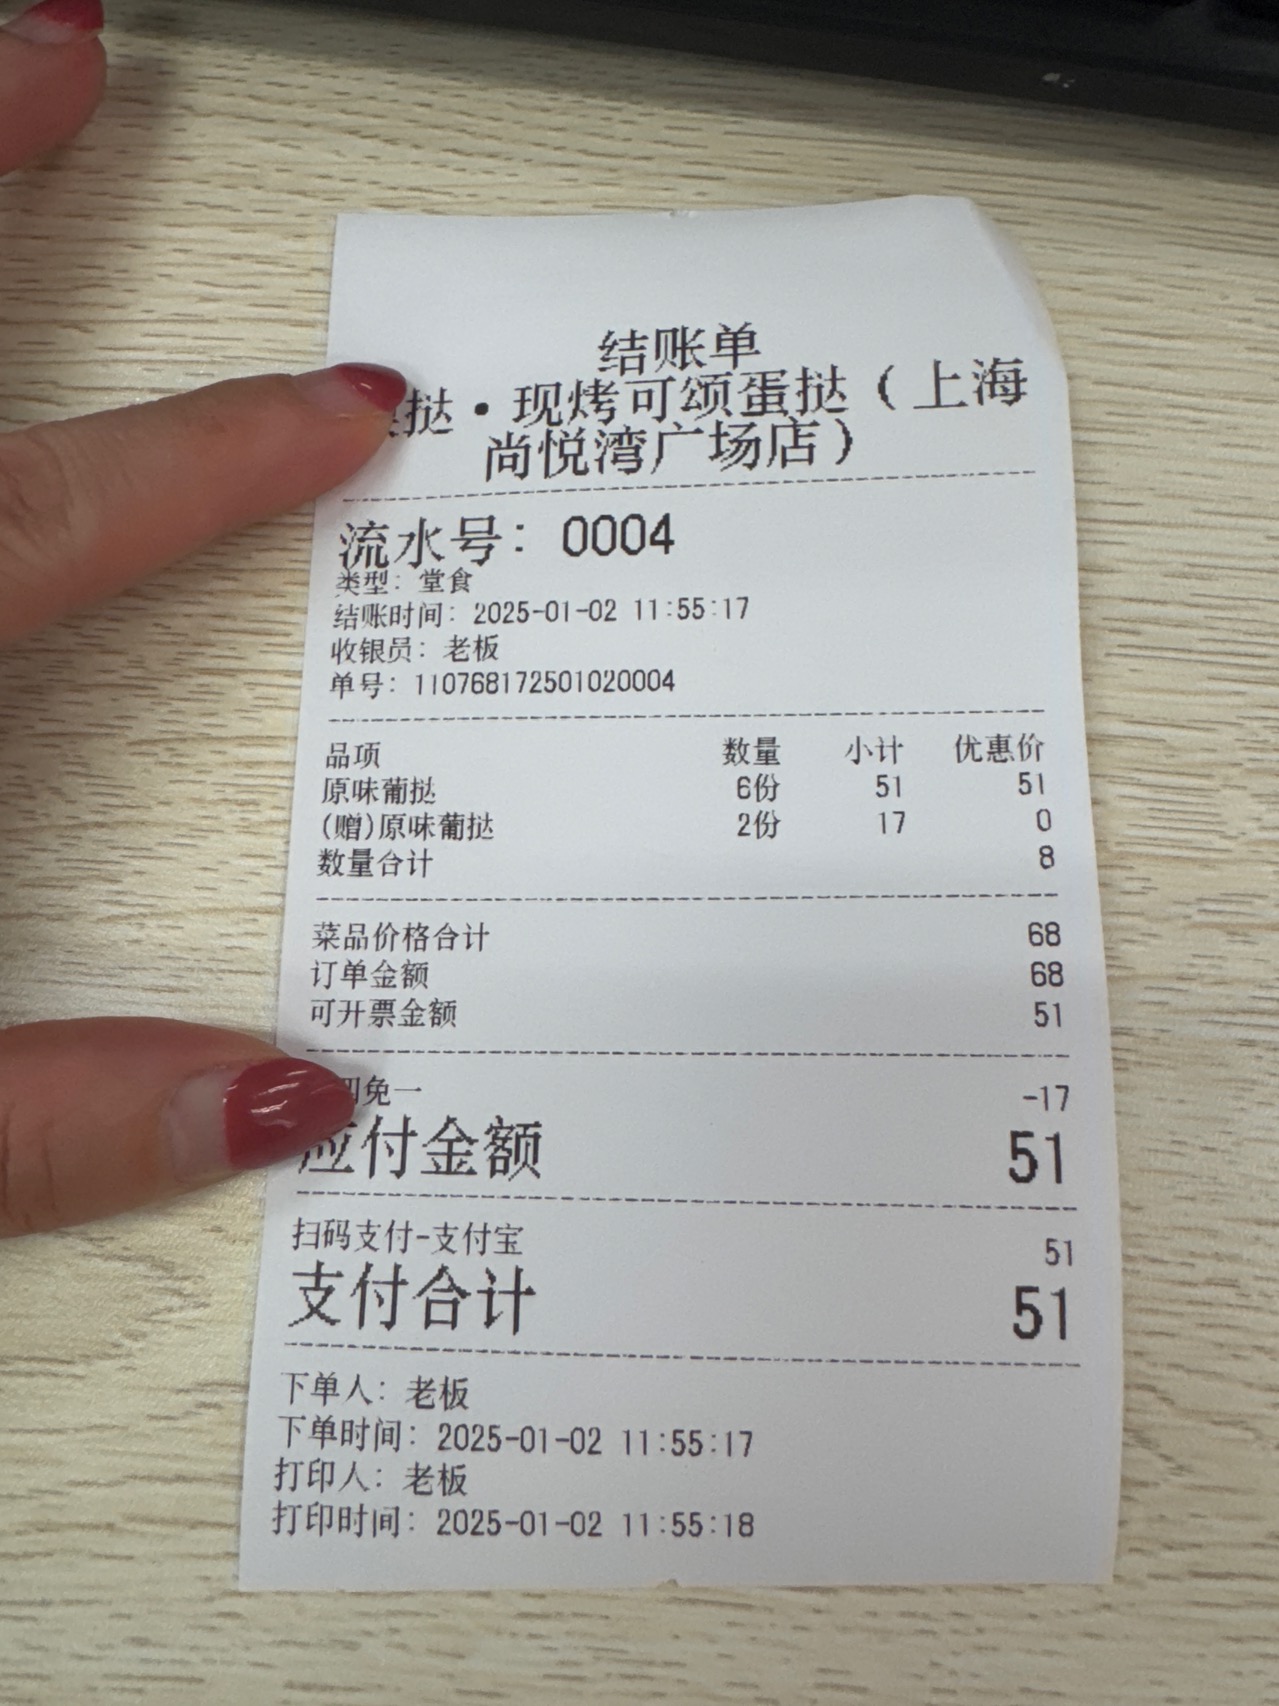 结账单
挞·现烤可颂蛋挞（上海
尚悦湾广场店）
流水号：0004
类型：堂食
结账时间：2025-01-02 11:55:17
收银员：老板
单号：110768172501020004
品项 数量 小计 优惠价
原味葡挞 6份 51 51
(赠)原味葡挞 2份 17 0
数量合计 8
菜品价格合计 68
订单金额 68
可开票金额 51
免一 -17
应付金额 51
扫码支付-支付宝 51
支付合计 51
下单人：老板
下单时间：2025-01-02 11:55:17
打印人：老板
打印时间：2025-01-02 11:55:18